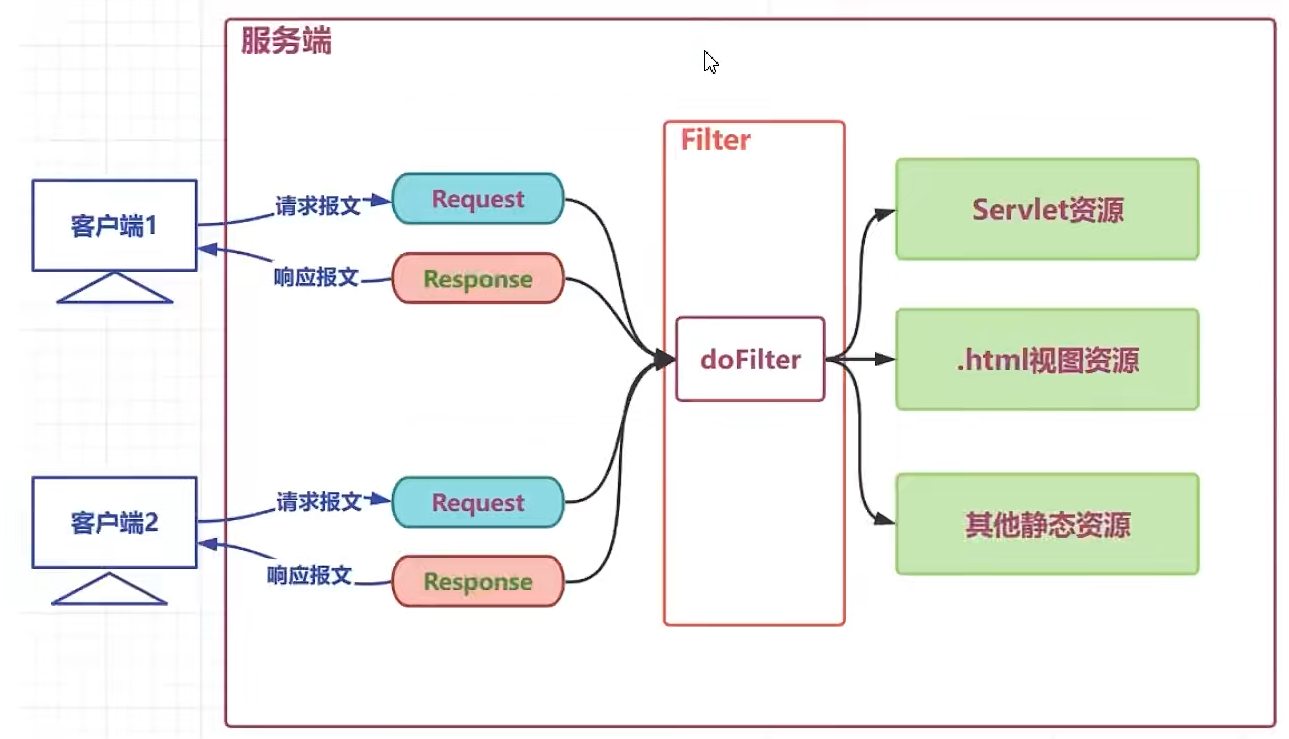 服务端
Filter
客户端1
请求报文
Request
响应报文
Response
doFilter
Servlet资源
.html视图资源
其他静态资源
客户端2
请求报文
Request
响应报文
Response